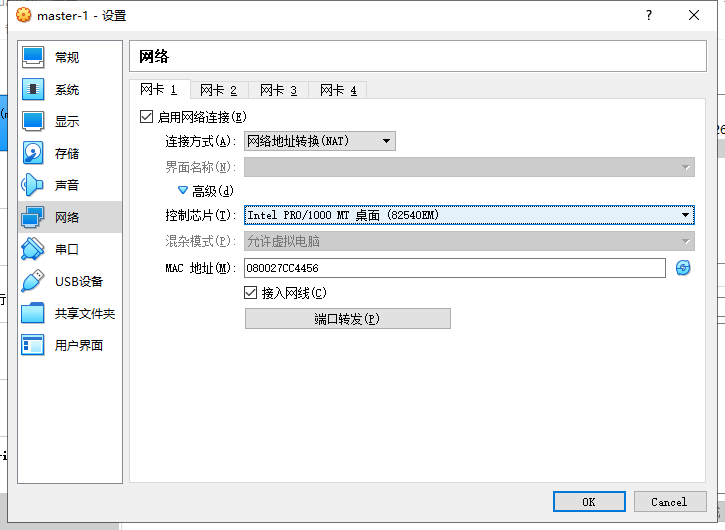 master-1 - 设置
?
常规
系统
显示
存储
声音
网络
串口
USB设备
共享文件夹
用户界面
网络
网卡 1 网卡 2 网卡 3 网卡 4
启用网络连接(E)
连接方式(A): 网络地址转换(NAT)
界面名称(N):
高级(d)
控制芯片(T): Intel PRO/1000 MT 桌面 (82540EM)
混杂模式(P): 允许虚拟电脑
MAC 地址(M): 080027CC4456
接入网线(C)
端口转发(P)
OK Cancel